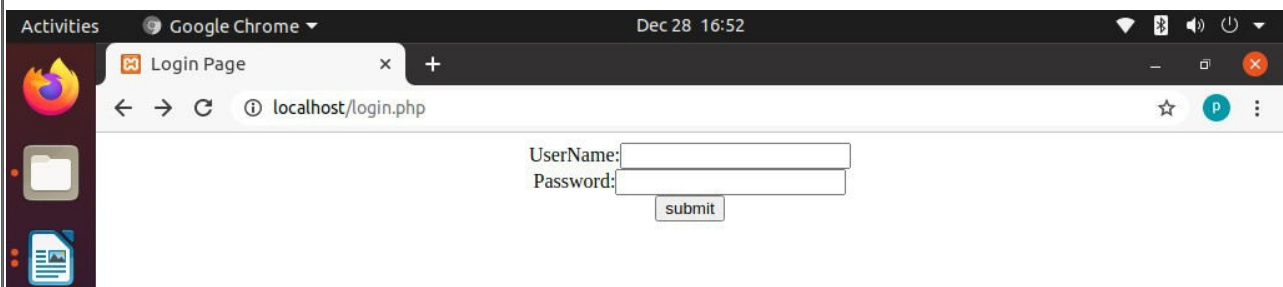 Activities Google Chrome Dec 28 16:52
Login Page
localhost/login.php
P
UserName:
Password:
submit